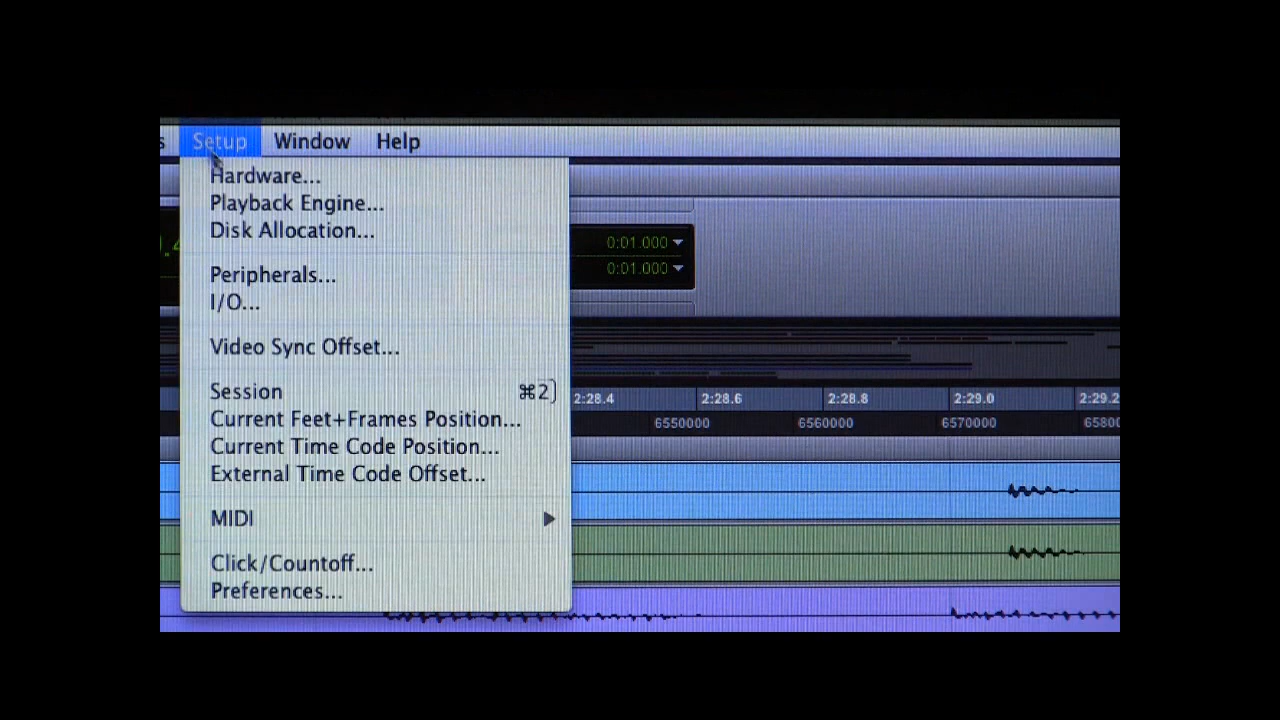 s Setup Window Help
Hardware...
Playback Engine...
Disk Allocation...
.4
0:01.000
0:01.000
Peripherals...
I/O...
Video Sync Offset...
Session ⌘2
Current Feet+Frames Position...
Current Time Code Position...
External Time Code Offset...
MIDI
Click/Countoff...
Preferences...
2:28.4 2:28.6 2:28.8 2:29.0 2:29.2
6550000 6560000 6570000 65800